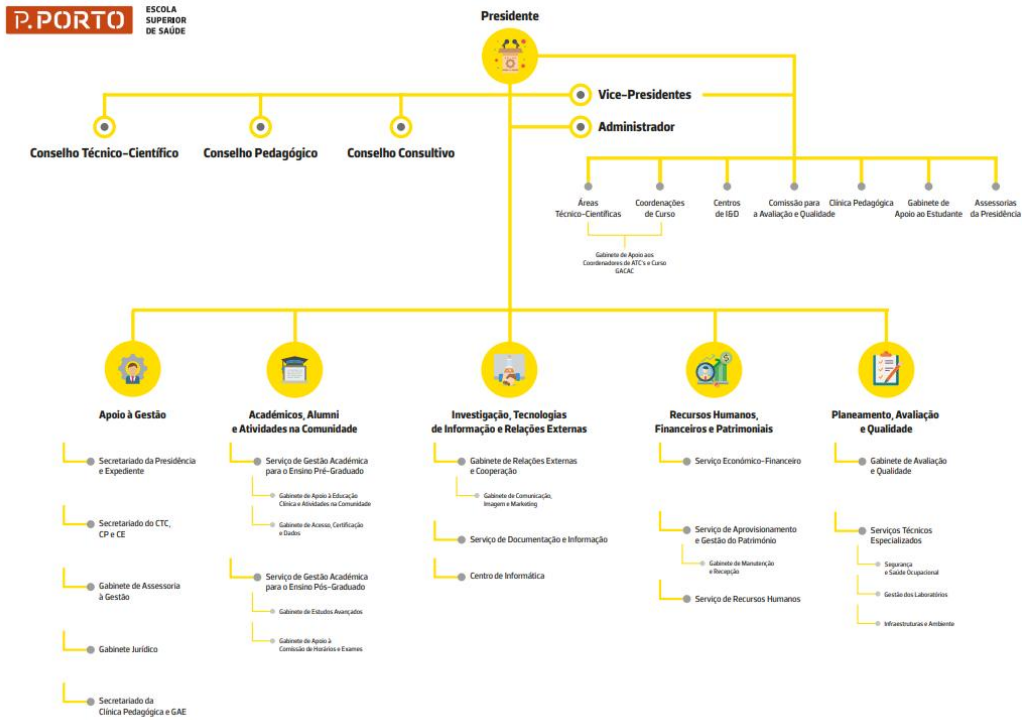 P.PORTO
ESCOLA
SUPERIOR
DE SAÚDE
Presidente
Vice-Presidentes
Administrador
Conselho Técnico-Científico
Conselho Pedagógico
Conselho Consultivo
Áreas
Técnico-Científicas
Coordenações
de Curso
Centros
de I&D
Comissão para
a Avaliação e Qualidade
Clínica Pedagógica
Gabinete de
Apoio ao Estudante
Assessorias
da Presidência
Gabinete de Apoio aos
Coordenadores de ATC's e Curso
GACAC
Apoio à Gestão
Secretariado da Presidência
e Expediente
Secretariado do CTC,
CP e CE
Gabinete de Assessoria
à Gestão
Gabinete Jurídico
Secretariado da
Clínica Pedagógica e GAE
Académicos, Alumni
e Atividades na Comunidade
Serviço de Gestão Académica
para o Ensino Pré-Graduado
Gabinete de Apoio à Educação
Clínica e Atividades na Comunidade
Gabinete de Acesso, Certificação
e Dados
Serviço de Gestão Académica
para o Ensino Pós-Graduado
Gabinete de Estudos Avançados
Gabinete de Apoio à
Comissão de Horários e Exames
Investigação, Tecnologias
de Informação e Relações Externas
Gabinete de Relações Externas
e Cooperação
Gabinete de Comunicação,
Imagem e Marketing
Serviço de Documentação e Informação
Centro de Informática
Recursos Humanos,
Financeiros e Patrimoniais
Serviço Económico-Financeiro
Serviço de Aprovisionamento
e Gestão do Património
Gabinete de Manutenção
e Recepção
Serviço de Recursos Humanos
Planeamento, Avaliação
e Qualidade
Gabinete de Avaliação
e Qualidade
Serviços Técnicos
Especializados
Segurança
e Saúde Ocupacional
Gestão dos Laboratórios
Infraestruturas e Ambiente